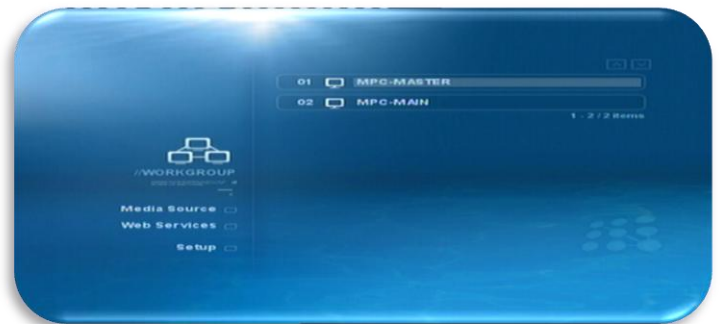 01 MPC-MASTER
02 MPC-MAIN
1 - 2 / 2 Items
//WORKGROUP
Media Source
Web Services
Setup